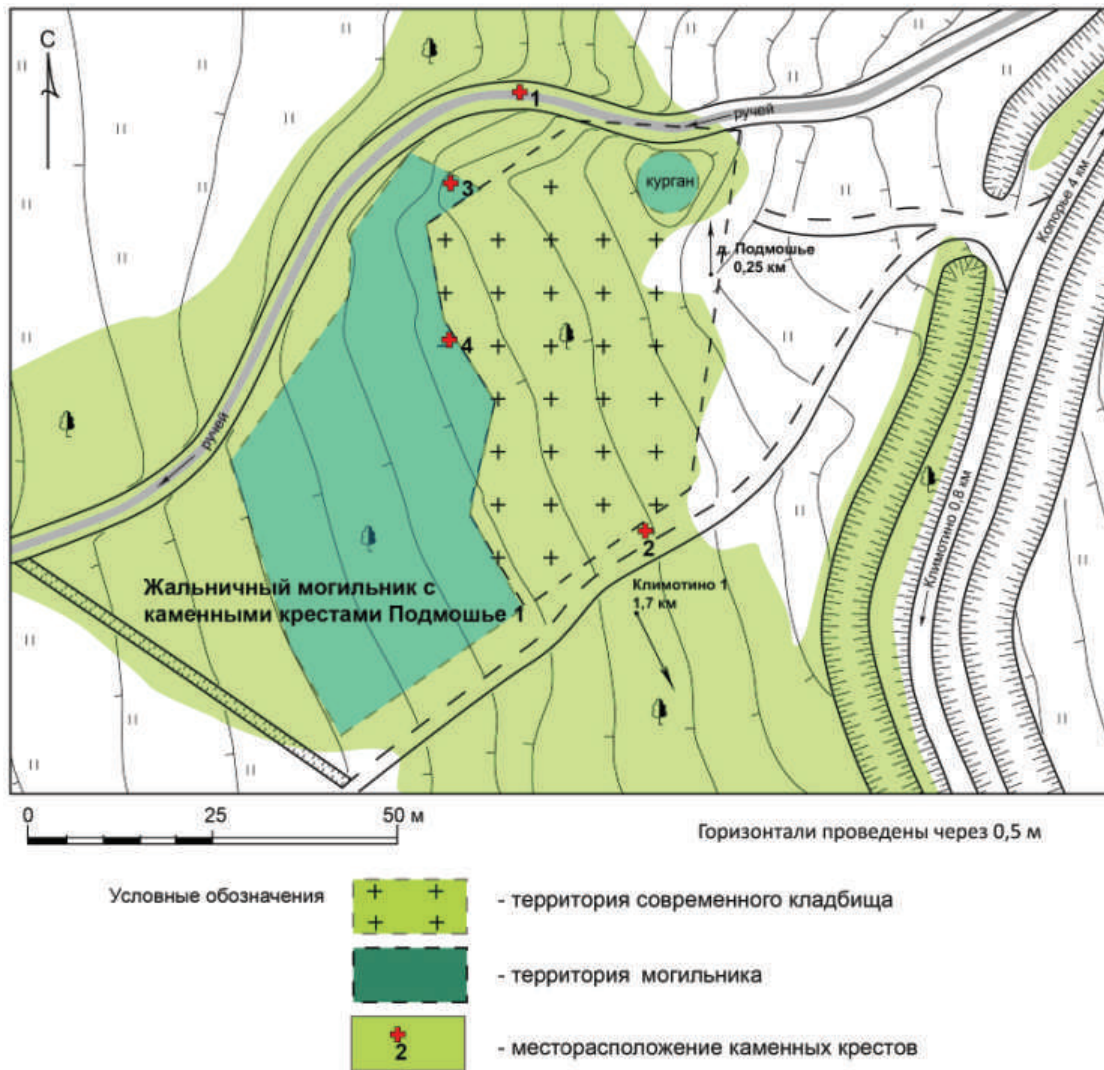 С
1
ручей
3
курган
Копорье 4 км
д. Подмошье
0,25 км
4
ручей
2
Климотино 0,8 км
Климотино 1
1,7 км
Жальничный могильник с
каменными крестами Подмошье 1
0 25 50 м
Горизонтали проведены через 0,5 м
Условные обозначения
- территория современного кладбища
- территория могильника
2
- месторасположение каменных крестов